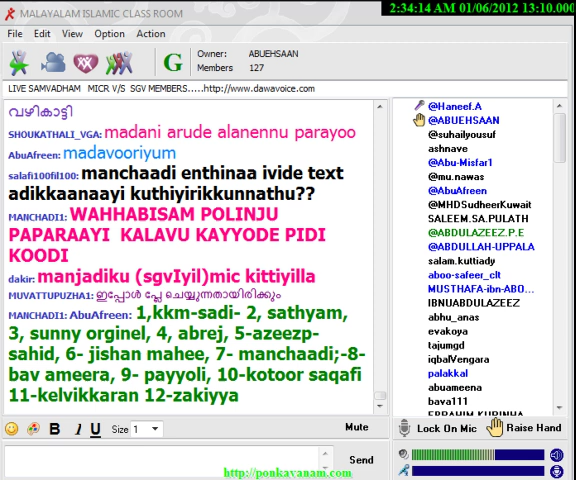 MALAYALAM ISLAMIC CLASS ROOM
2:34:14 AM 01/06/2012 13:10.000
File Edit View Option Action
G
Owner: ABUEHSAAN
Members 127
LIVE SAMVADHAM MICR V/S SGV MEMBERS.....http://www.dawavoice.com
വഴികാട്ടി
SHOUKATHALI_VGA: madani arude alanennu parayoo
AbuAfreen: madavooriyum
salafi100fil100: manchaadi enthinaa ivide text
adikkaanaayi kuthiyirikkunnathu??
MANCHADI1: WAHHABISAM POLINJU
PAPARAAYI KALAVU KAYYODE PIDI
KOODI
dakir: manjadiku (sgvIyil)mic kittiyilla
MUVATTUPUZHA1: ഇപ്പോൾ പ്ലേ ചെയ്യുന്നതായിരിക്കും
MANCHADI1: AbuAfreen: 1,kkm-sadi- 2, sathyam,
3, sunny orginel, 4, abrej, 5-azeezp-
sahid, 6- jishan mahee, 7- manchaadi;-8-
bav ameera, 9- payyoli, 10-kotoor saqafi
11-kelvikkaran 12-zakiyya
@Haneef.A
@ABUEHSAAN
@suhailyousuf
ashnave
@Abu-Misfar1
@mu.nawas
@AbuAfreen
@MHDSudheerKuwait
SALEEM.SA.PULATH
@ABDULAZEEZ.P.E
@ABDULLAH-UPPALA
salam.kuttiady
aboo-safeer_clt
MUSTHAFA-ibn-ABO...
IBNUABDULAZEEZ
abhu_anas
evakoya
tajumgd
iqbalVengara
palakkal
abuameena
bava111
EBRAHIM KURINHA
B I U Size 1 Mute
Lock On Mic Raise Hand
Send
http://ponkavanam.com/